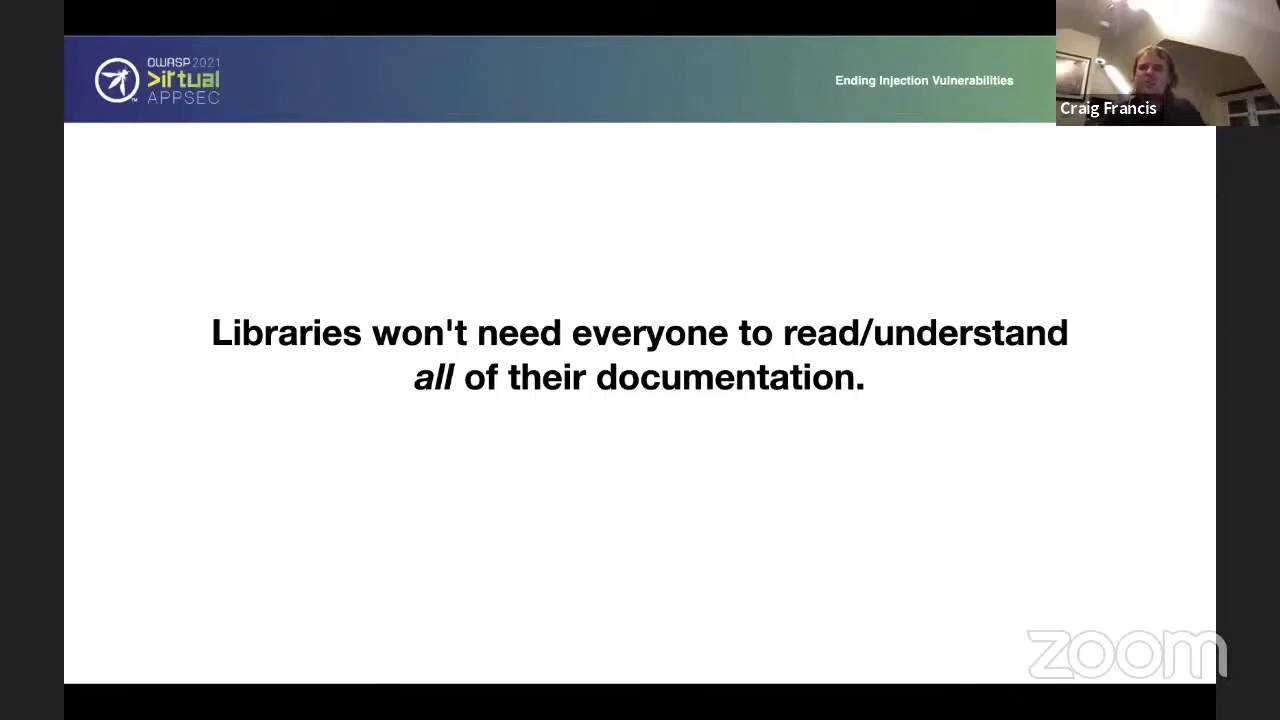 OWASP 2021
>irtual
APPSEC
TM
Ending Injection Vulnerabilities
Craig Francis
Libraries won't need everyone to read/understand
all of their documentation.
zoom